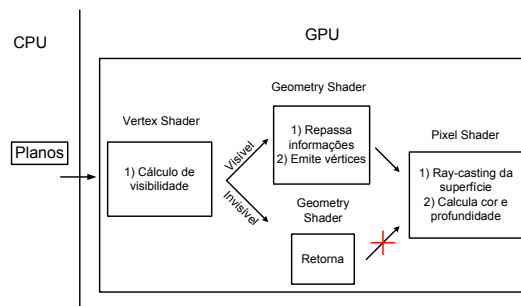 CPU
GPU
Geometry Shader
Vertex Shader
1) Repassa
informações
2) Emite vértices
Pixel Shader
Planos
1) Cálculo de
visibilidade
Visível
Invisível
1) Ray-casting da
superfície
2) Calcula cor e
profundidade
Geometry
Shader
Retorna